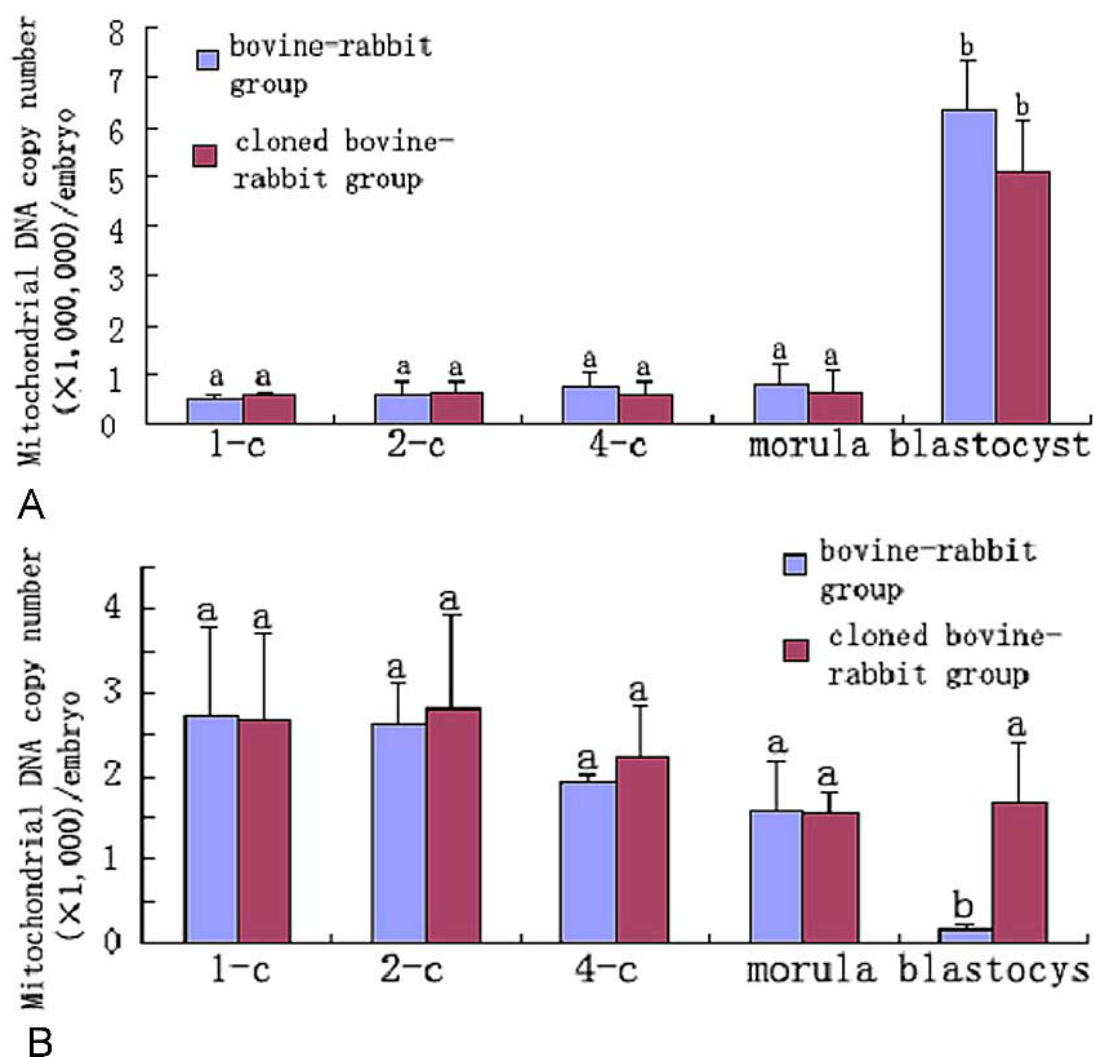 Mitochondrial DNA copy number
(×1,000,000)/embryo
8
7
6
5
4
3
2
1
0
bovine-rabbit
group
cloned bovine-
rabbit group
a a a a a a a a b b
1-c 2-c 4-c morula blastocyst
A
Mitochondrial DNA copy number
(×1,000)/embryo
4
3
2
1
0
bovine-rabbit
group
cloned bovine-
rabbit group
a a a a a a a a b a
1-c 2-c 4-c morula blastocys
B